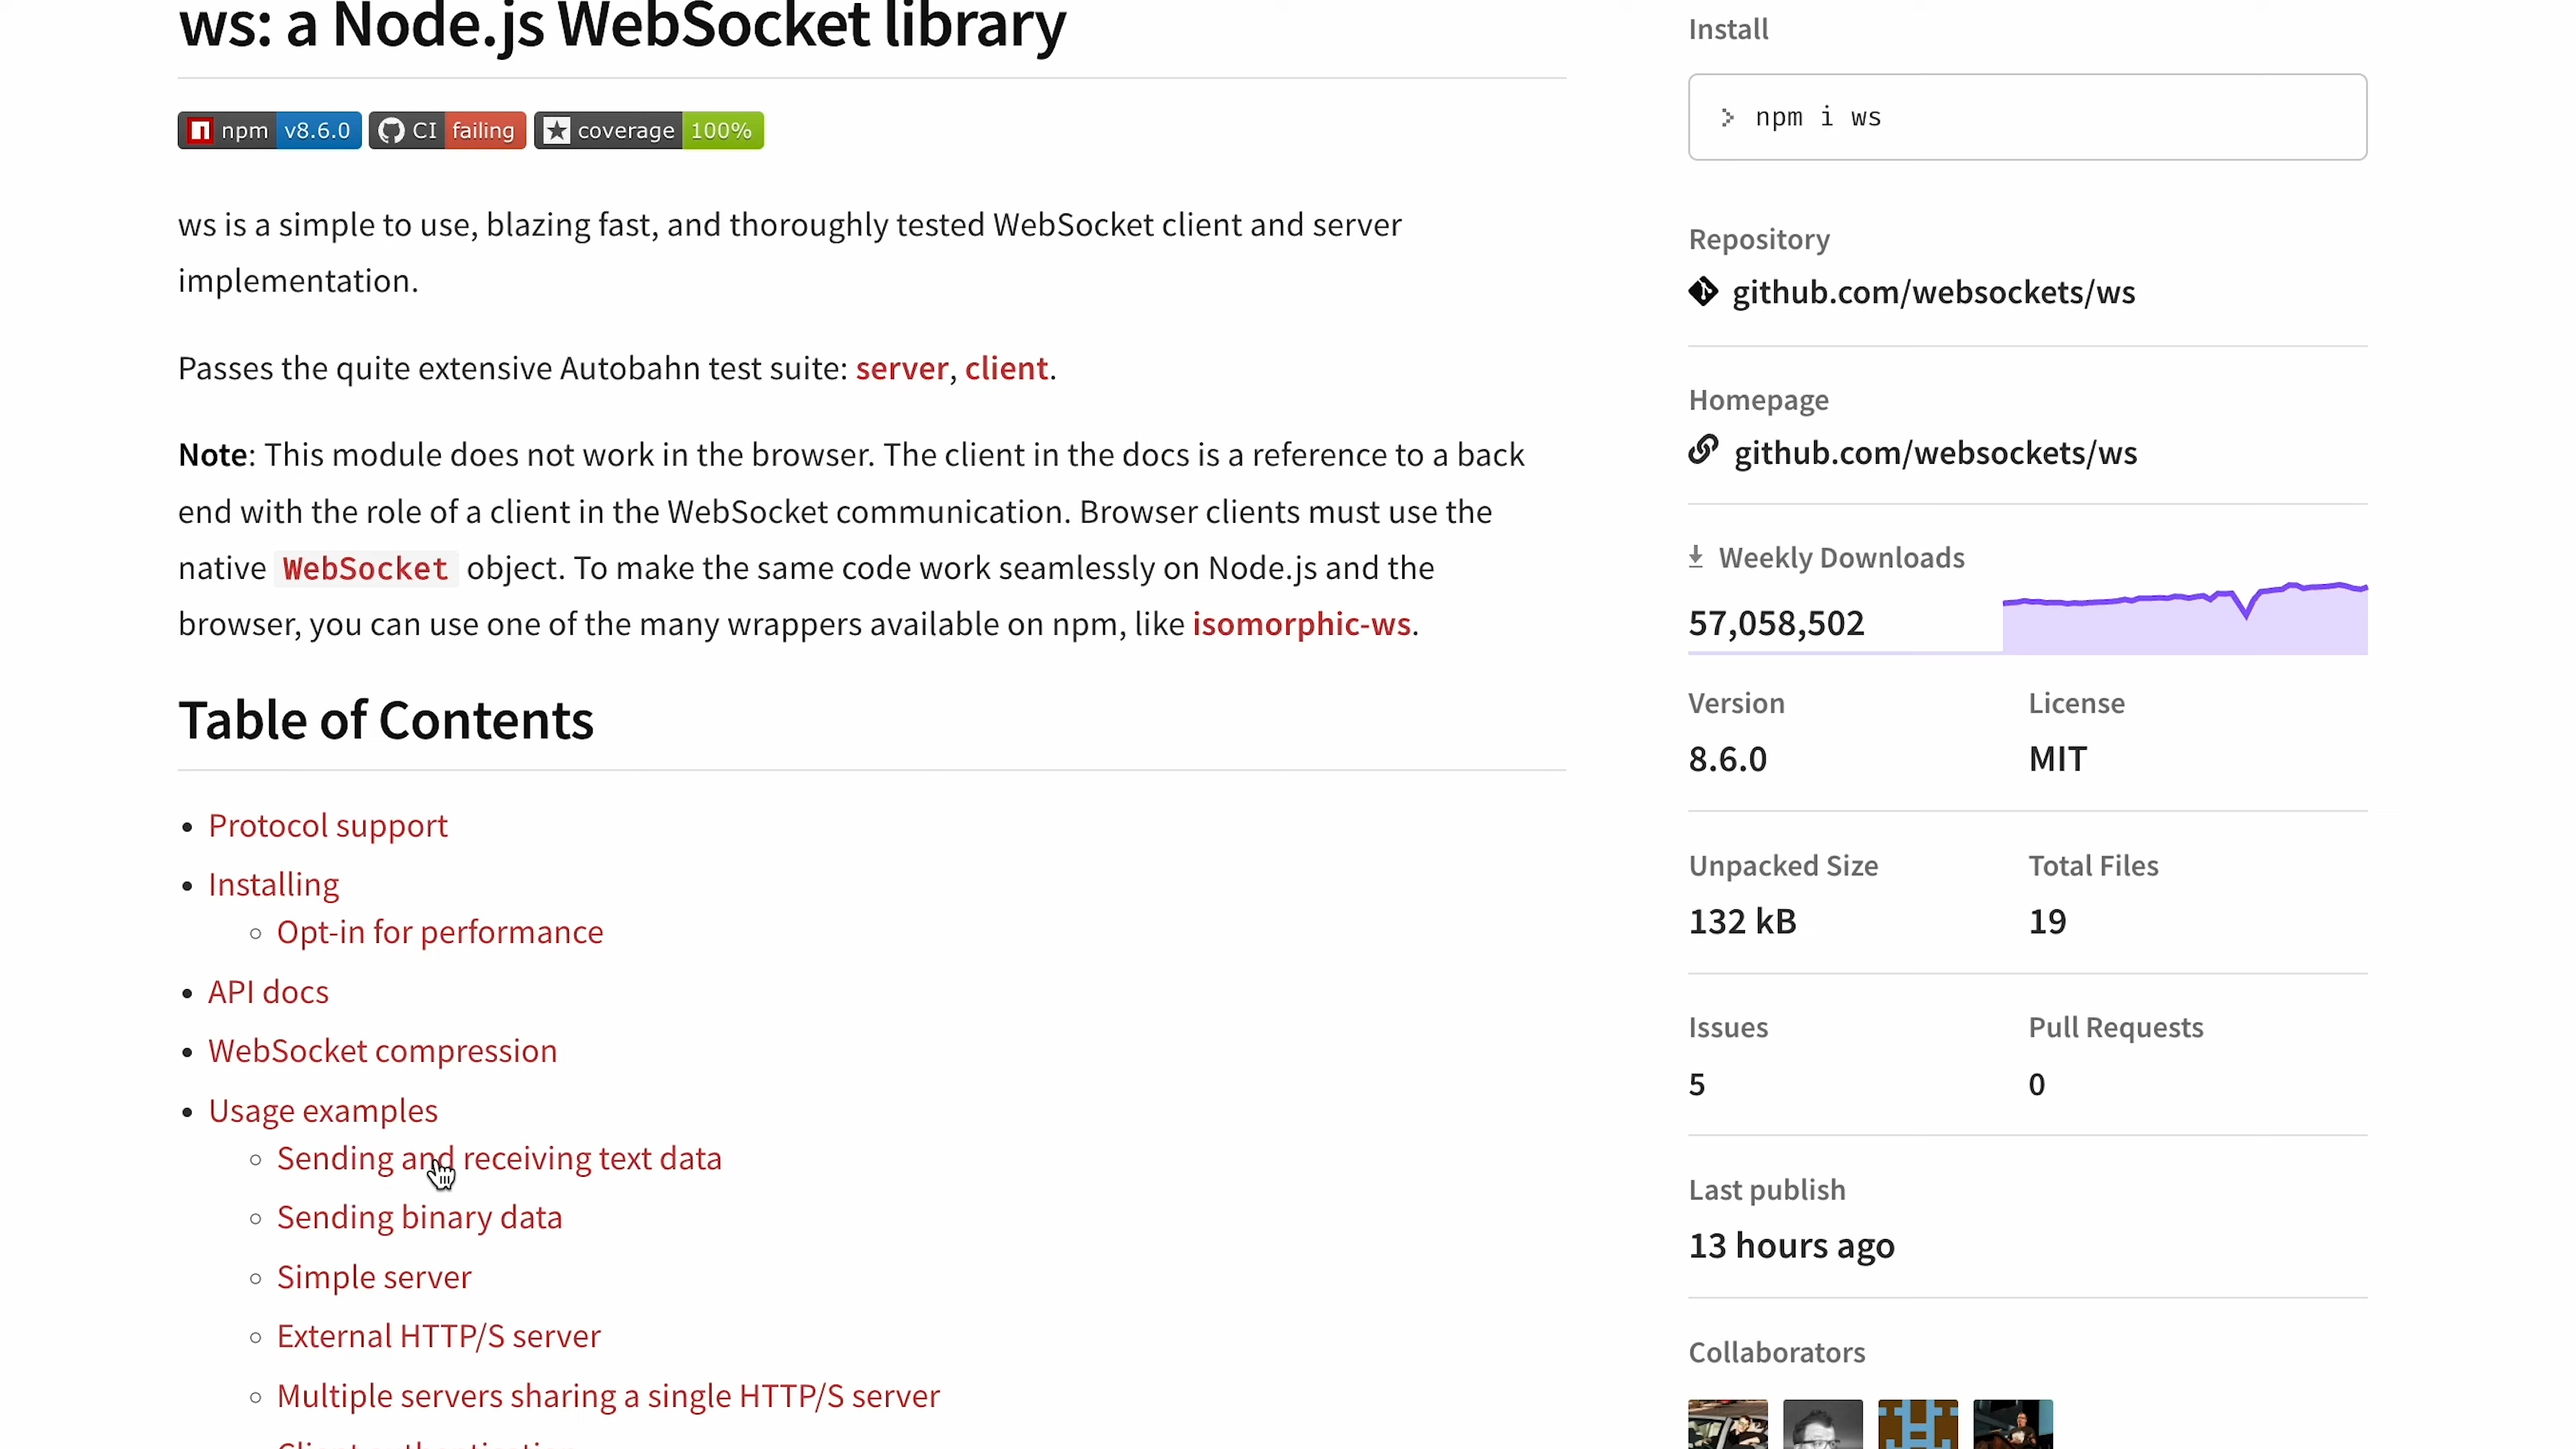 ws: a Node.js WebSocket library
npm v8.6.0 CI failing coverage 100%
ws is a simple to use, blazing fast, and thoroughly tested WebSocket client and server
implementation.
Passes the quite extensive Autobahn test suite: server, client.
Note: This module does not work in the browser. The client in the docs is a reference to a back
end with the role of a client in the WebSocket communication. Browser clients must use the
native WebSocket object. To make the same code work seamlessly on Node.js and the
browser, you can use one of the many wrappers available on npm, like isomorphic-ws.
Table of Contents
Protocol support
Installing
Opt-in for performance
API docs
WebSocket compression
Usage examples
Sending and receiving text data
Sending binary data
Simple server
External HTTP/S server
Multiple servers sharing a single HTTP/S server
Client authentication
Install
> npm i ws
Repository
github.com/websockets/ws
Homepage
github.com/websockets/ws
Weekly Downloads
57,058,502
Version License
8.6.0 MIT
Unpacked Size Total Files
132 kB 19
Issues Pull Requests
5 0
Last publish
13 hours ago
Collaborators